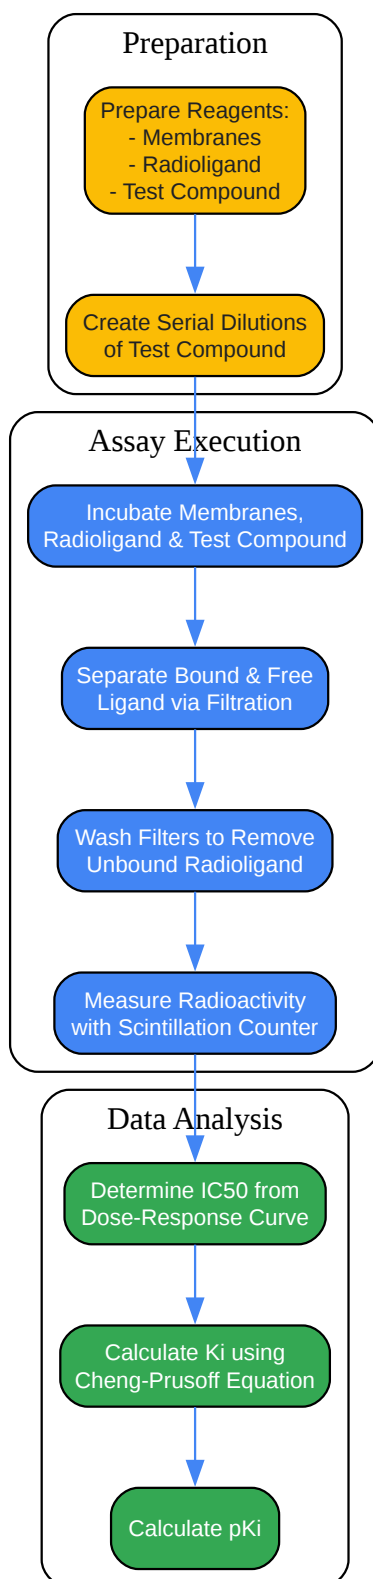 Preparation
Prepare Reagents:
- Membranes
- Radioligand
- Test Compound
Create Serial Dilutions
of Test Compound
Assay Execution
Incubate Membranes,
Radioligand & Test Compound
Separate Bound & Free
Ligand via Filtration
Wash Filters to Remove
Unbound Radioligand
Measure Radioactivity
with Scintillation Counter
Data Analysis
Determine IC50 from
Dose-Response Curve
Calculate Ki using
Cheng-Prusoff Equation
Calculate pKi